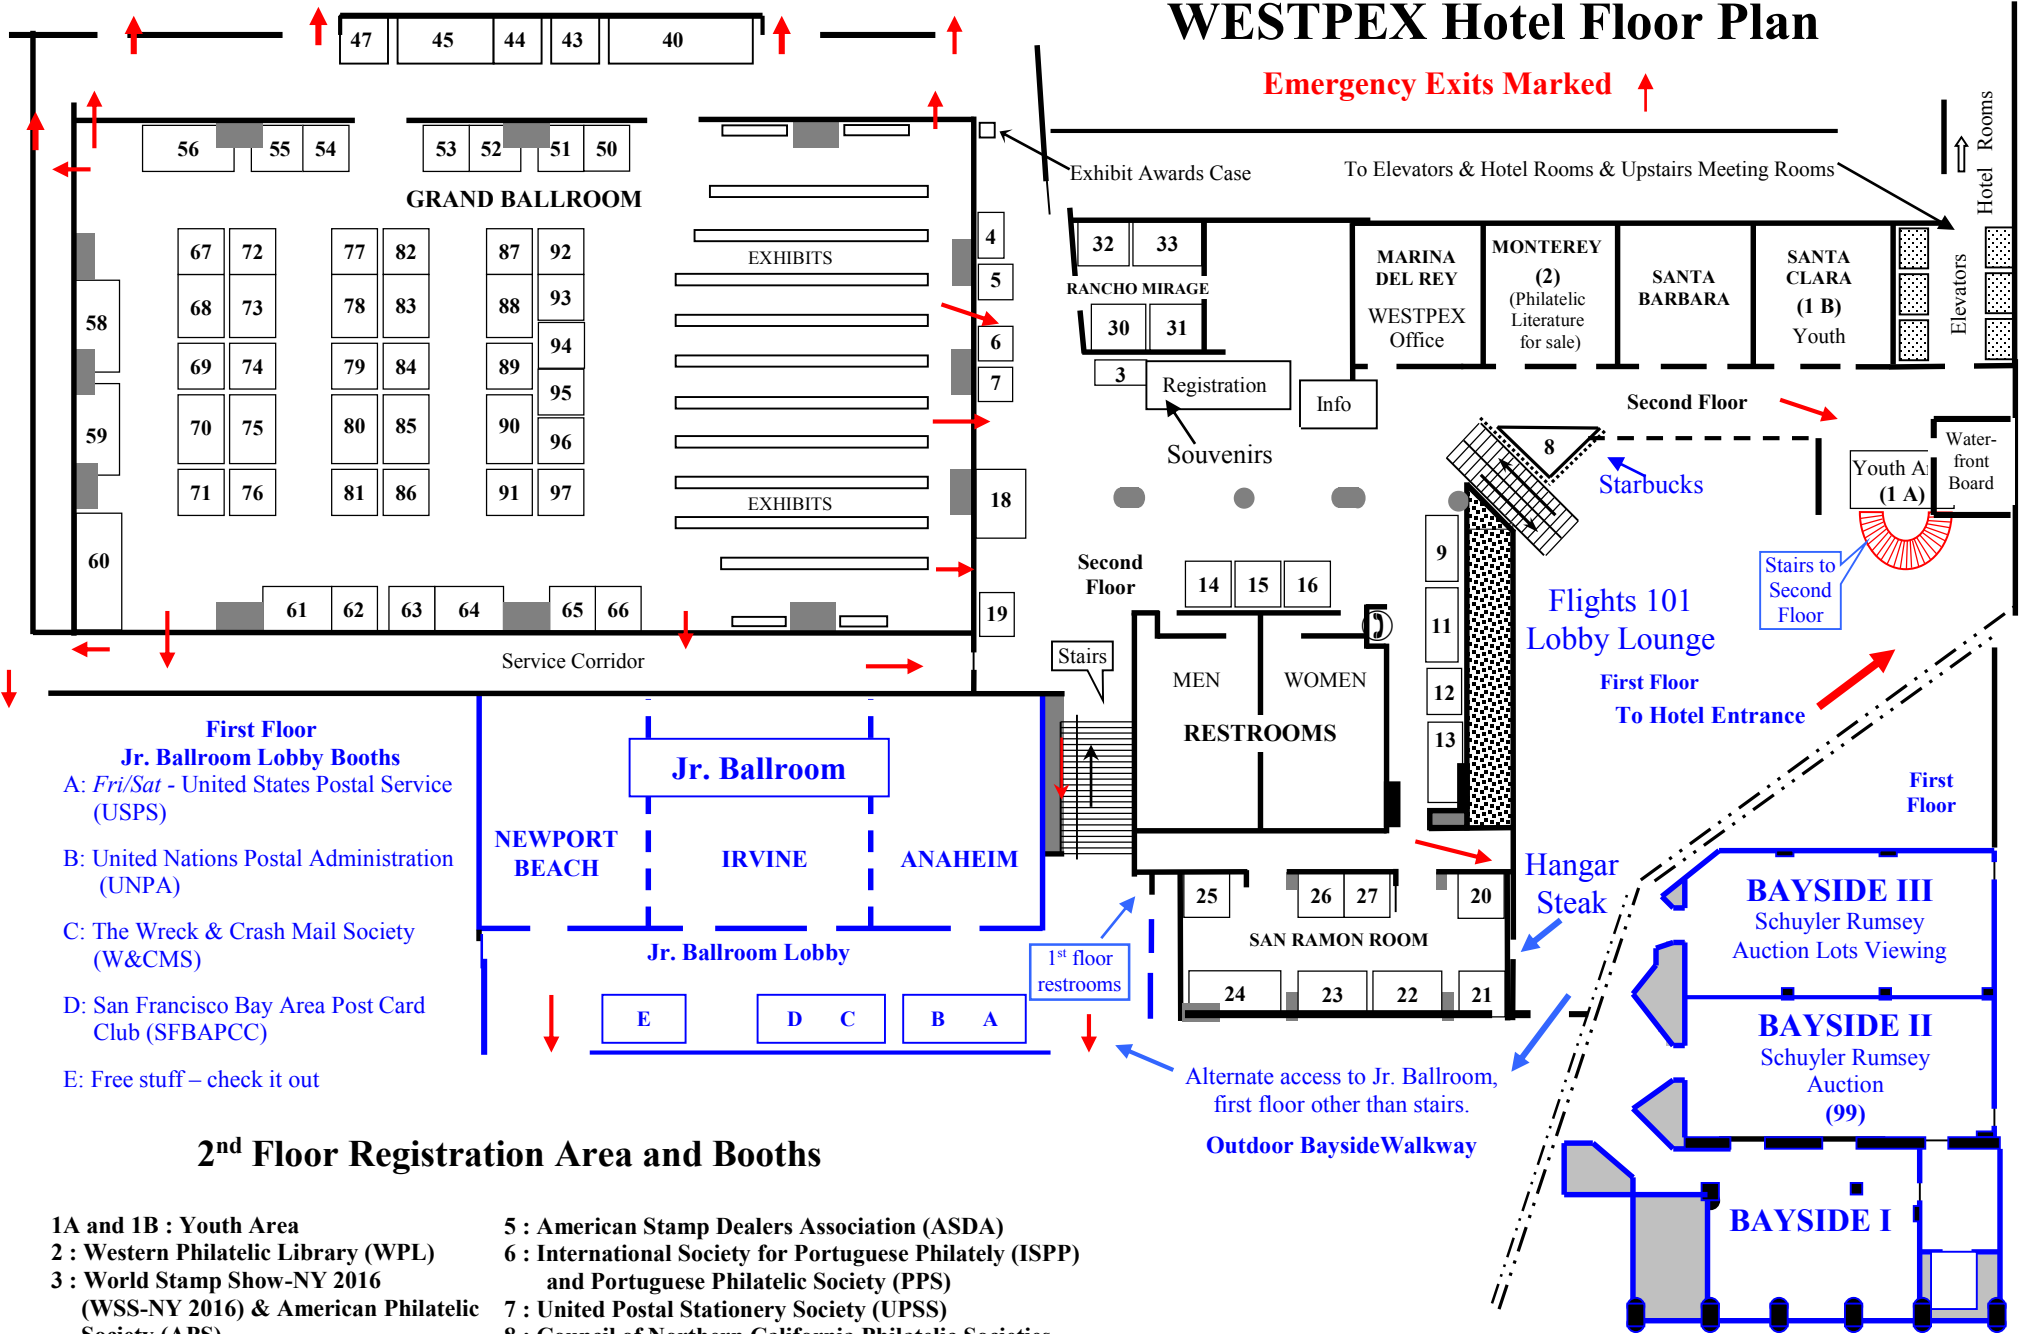 WESTPEX Hotel Floor Plan
Emergency Exits Marked
47 45 44 43 40
56 55 54 53 52 51 50
GRAND BALLROOM
Exhibit Awards Case
To Elevators & Hotel Rooms & Upstairs Meeting Rooms
Hotel Rooms
Elevators
67 72 77 82 87 92
68 73 78 83 88 93
94
69 74 79 84 89
95
70 75 80 85 90
96
71 76 81 86 91 97
58
59
60
EXHIBITS
EXHIBITS
4
5
6
7
18
19
61 62 63 64 65 66
Service Corridor
32 33
RANCHO MIRAGE
30 31
3
Registration
Info
Souvenirs
MARINA
DEL REY
WESTPEX
Office
MONTEREY
(2)
(Philatelic
Literature
for sale)
SANTA
BARBARA
SANTA
CLARA
(1 B)
Youth
Second Floor
8
Starbucks
Youth
(1 A)
Water-
front
Board
Stairs to
Second
Floor
Second
Floor
14 15 16
9
11
12
13
Flights 101
Lobby Lounge
First Floor
To Hotel Entrance
First
Floor
Stairs
MEN WOMEN
RESTROOMS
First Floor
Jr. Ballroom Lobby Booths
A: Fri/Sat - United States Postal Service
(USPS)
B: United Nations Postal Administration
(UNPA)
C: The Wreck & Crash Mail Society
(W&CMS)
D: San Francisco Bay Area Post Card
Club (SFBAPCC)
E: Free stuff – check it out
Jr. Ballroom
NEWPORT
BEACH
IRVINE
ANAHEIM
Jr. Ballroom Lobby
E D C B A
1st floor
restrooms
25 26 27 20
SAN RAMON ROOM
24 23 22 21
Hangar
Steak
Alternate access to Jr. Ballroom,
first floor other than stairs.
Outdoor BaysideWalkway
BAYSIDE III
Schuyler Rumsey
Auction Lots Viewing
BAYSIDE II
Schuyler Rumsey
Auction
(99)
BAYSIDE I
2nd Floor Registration Area and Booths
1A and 1B : Youth Area
2 : Western Philatelic Library (WPL)
3 : World Stamp Show-NY 2016
(WSS-NY 2016) & American Philatelic
Society (APS)
5 : American Stamp Dealers Association (ASDA)
6 : International Society for Portuguese Philately (ISPP)
and Portuguese Philatelic Society (PPS)
7 : United Postal Stationery Society (UPSS)
8 : Council of Northern California Philatelic Societies